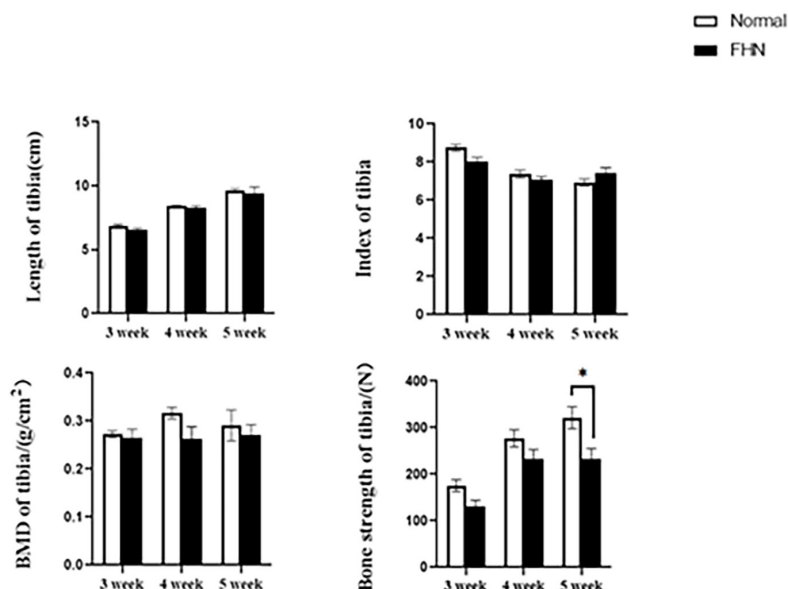 Normal
FHN
Length of tibia(cm)
15
10
5
0
3 week 4 week 5 week
Index of tibia
10
8
6
4
2
0
3 week 4 week 5 week
BMD of tibia/(g/cm²)
0.4
0.3
0.2
0.1
0.0
3 week 4 week 5 week
Bone strength of tibia/(N)
400
300
200
100
0
*
3 week 4 week 5 week